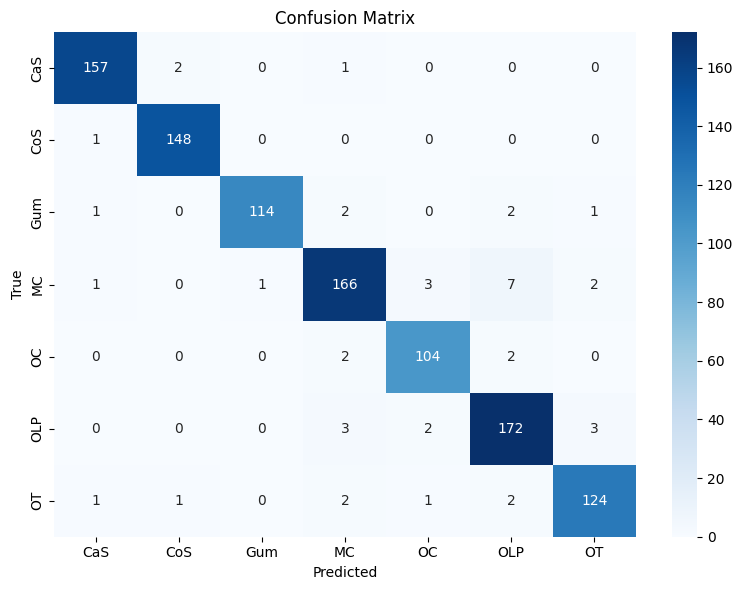 Confusion Matrix
True
CaS 157 2 0 1 0 0 0
CoS 1 148 0 0 0 0 0
Gum 1 0 114 2 0 2 1
MC 1 0 1 166 3 7 2
OC 0 0 0 2 104 2 0
OLP 0 0 0 3 2 172 3
OT 1 1 0 2 1 2 124
CaS CoS Gum MC OC OLP OT
Predicted
160
140
120
100
80
60
40
20
0